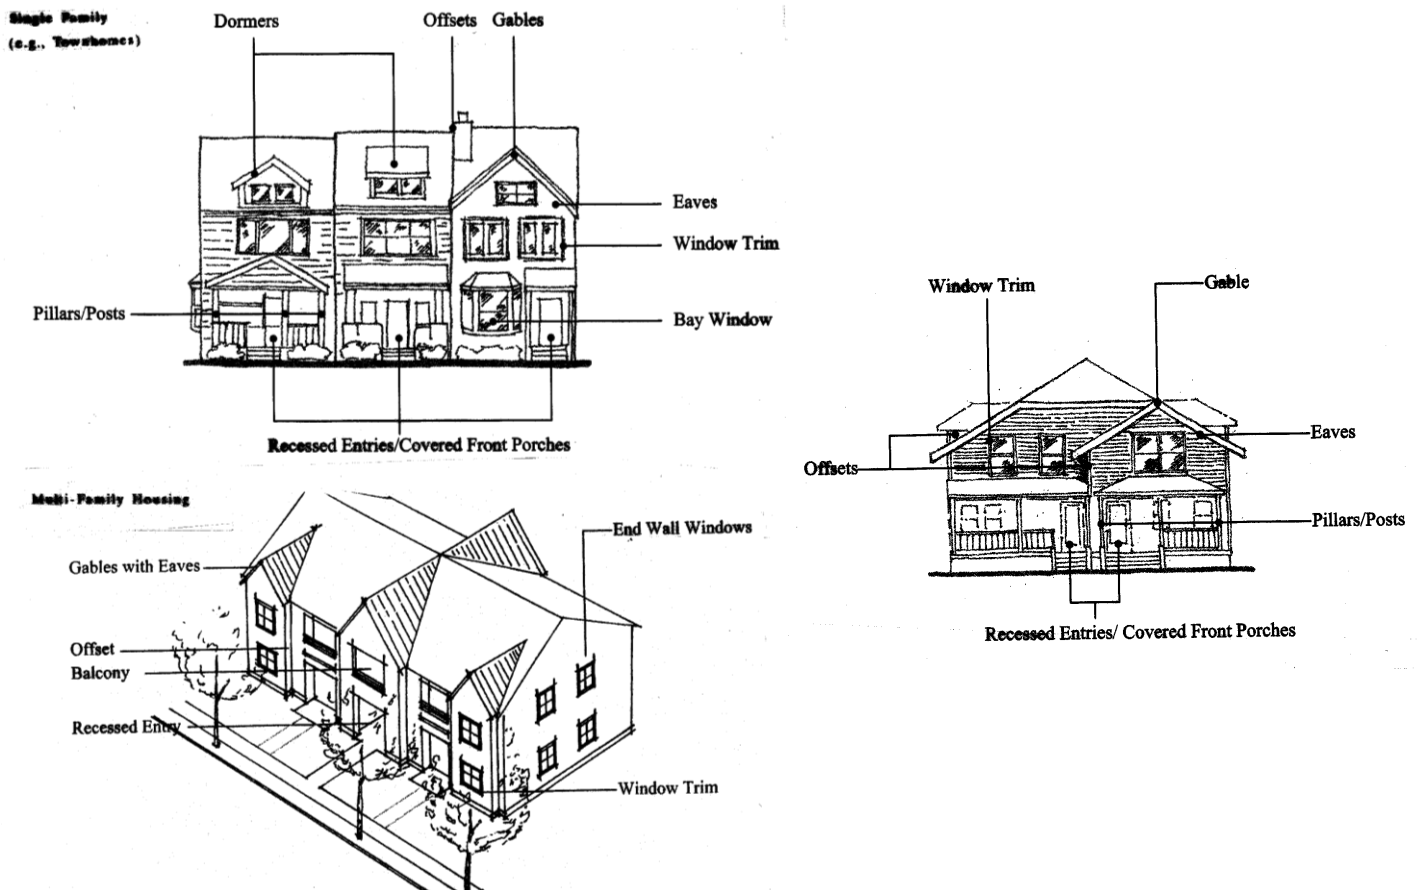 Single Family
(e.g., Townhomes)
Dormers
Offsets
Gables
Eaves
Window Trim
Pillars/Posts
Bay Window
Recessed Entries/Covered Front Porches
Window Trim
Gable
Offsets
Eaves
Pillars/Posts
Recessed Entries/ Covered Front Porches
Multi-Family Housing
End Wall Windows
Gables with Eaves
Offset
Balcony
Recessed Entry
Window Trim